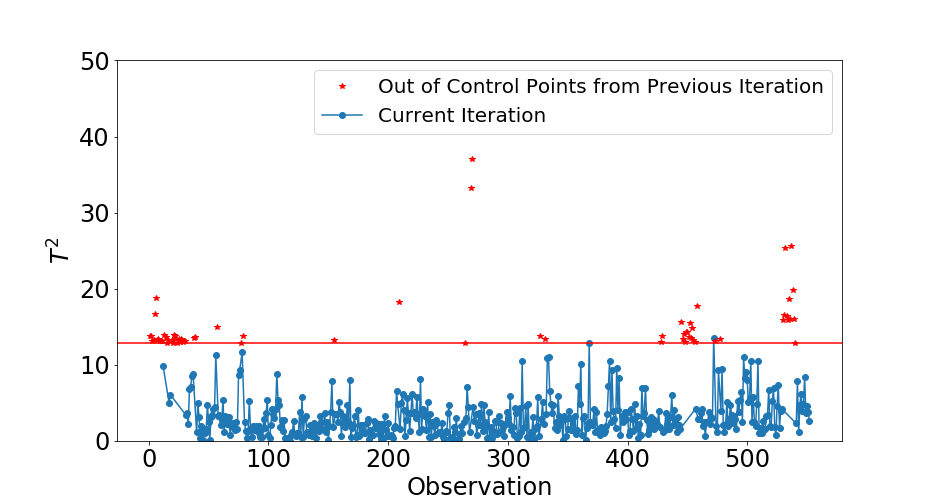 50
40
30
20
10
0
T²
Out of Control Points from Previous Iteration
Current Iteration
0 100 200 300 400 500
Observation